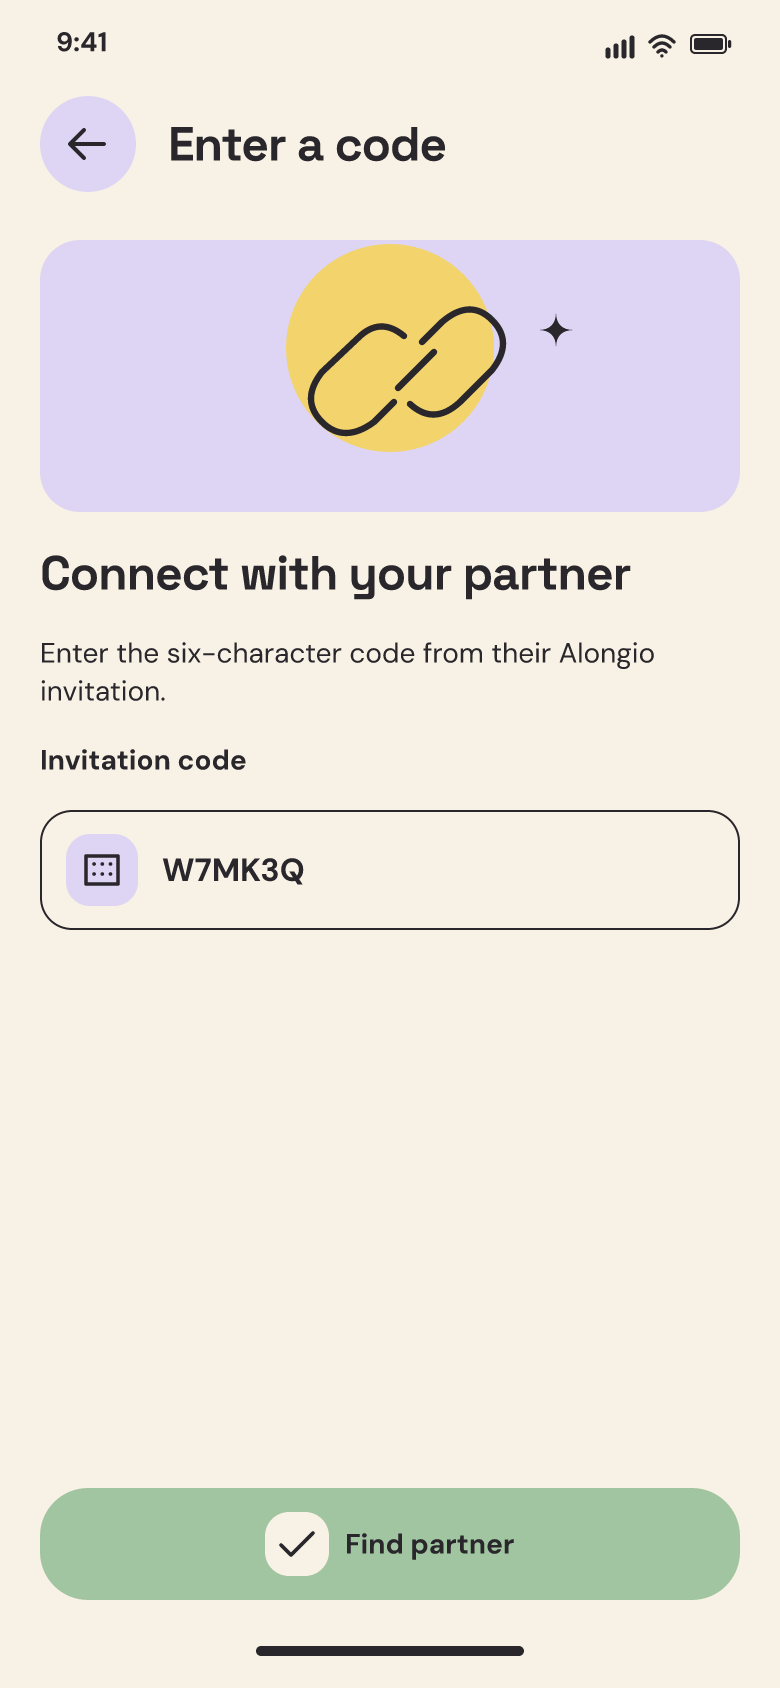 9:41
Enter a code
Connect with your partner
Enter the six-character code from their Alongio
invitation.
Invitation code
W7MK3Q
Find partner